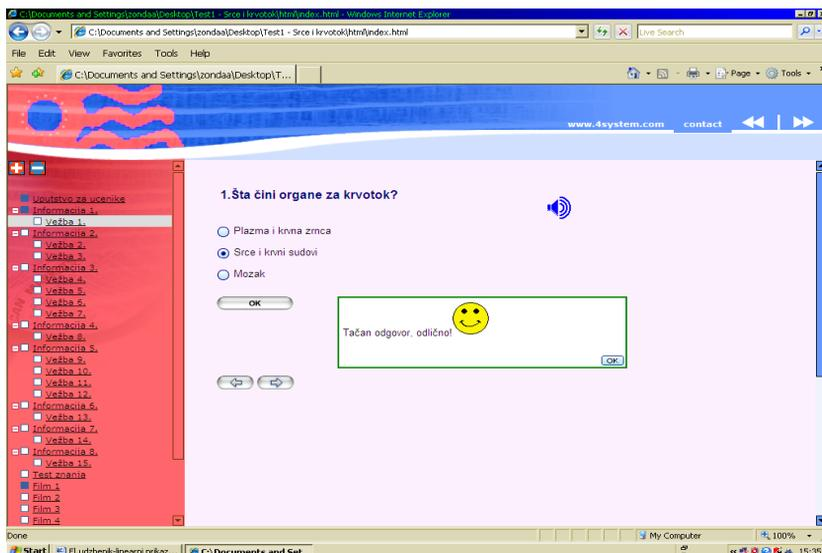 C:\Documents and Settings\zondaa\Desktop\Test1 - Srce i krvotok\html\index.html - Windows Internet Explorer
C:\Documents and Settings\zondaa\Desktop\Test1 - Srce i krvotok\html\index.html
Live Search
File Edit View Favorites Tools Help
C:\Documents and Settings\zondaa\Desktop\T...
Page Tools
www.4system.com contact
Uputstvo za ucenike
Informacija 1.
Vežba 1.
Informacija 2.
Vežba 2.
Vežba 3.
Informacija 3.
Vežba 4.
Vežba 5.
Vežba 6.
Vežba 7.
Informacija 4.
Vežba 8.
Informacija 5.
Vežba 9.
Vežba 10.
Vežba 11.
Vežba 12.
Informacija 6.
Vežba 13.
Informacija 7.
Vežba 14.
Informacija 8.
Vežba 15.
Test znanja
Film 1
Film 2
Film 3
Film 4
1.Šta čini organe za krvotok?
Plazma i krvna zrnca
Srce i krvni sudovi
Mozak
OK
Tačan odgovor, odlično!
OK
Done My Computer 100%
Start El udzbenik-linearni prikaz... C:\Documents and Set... 15:35